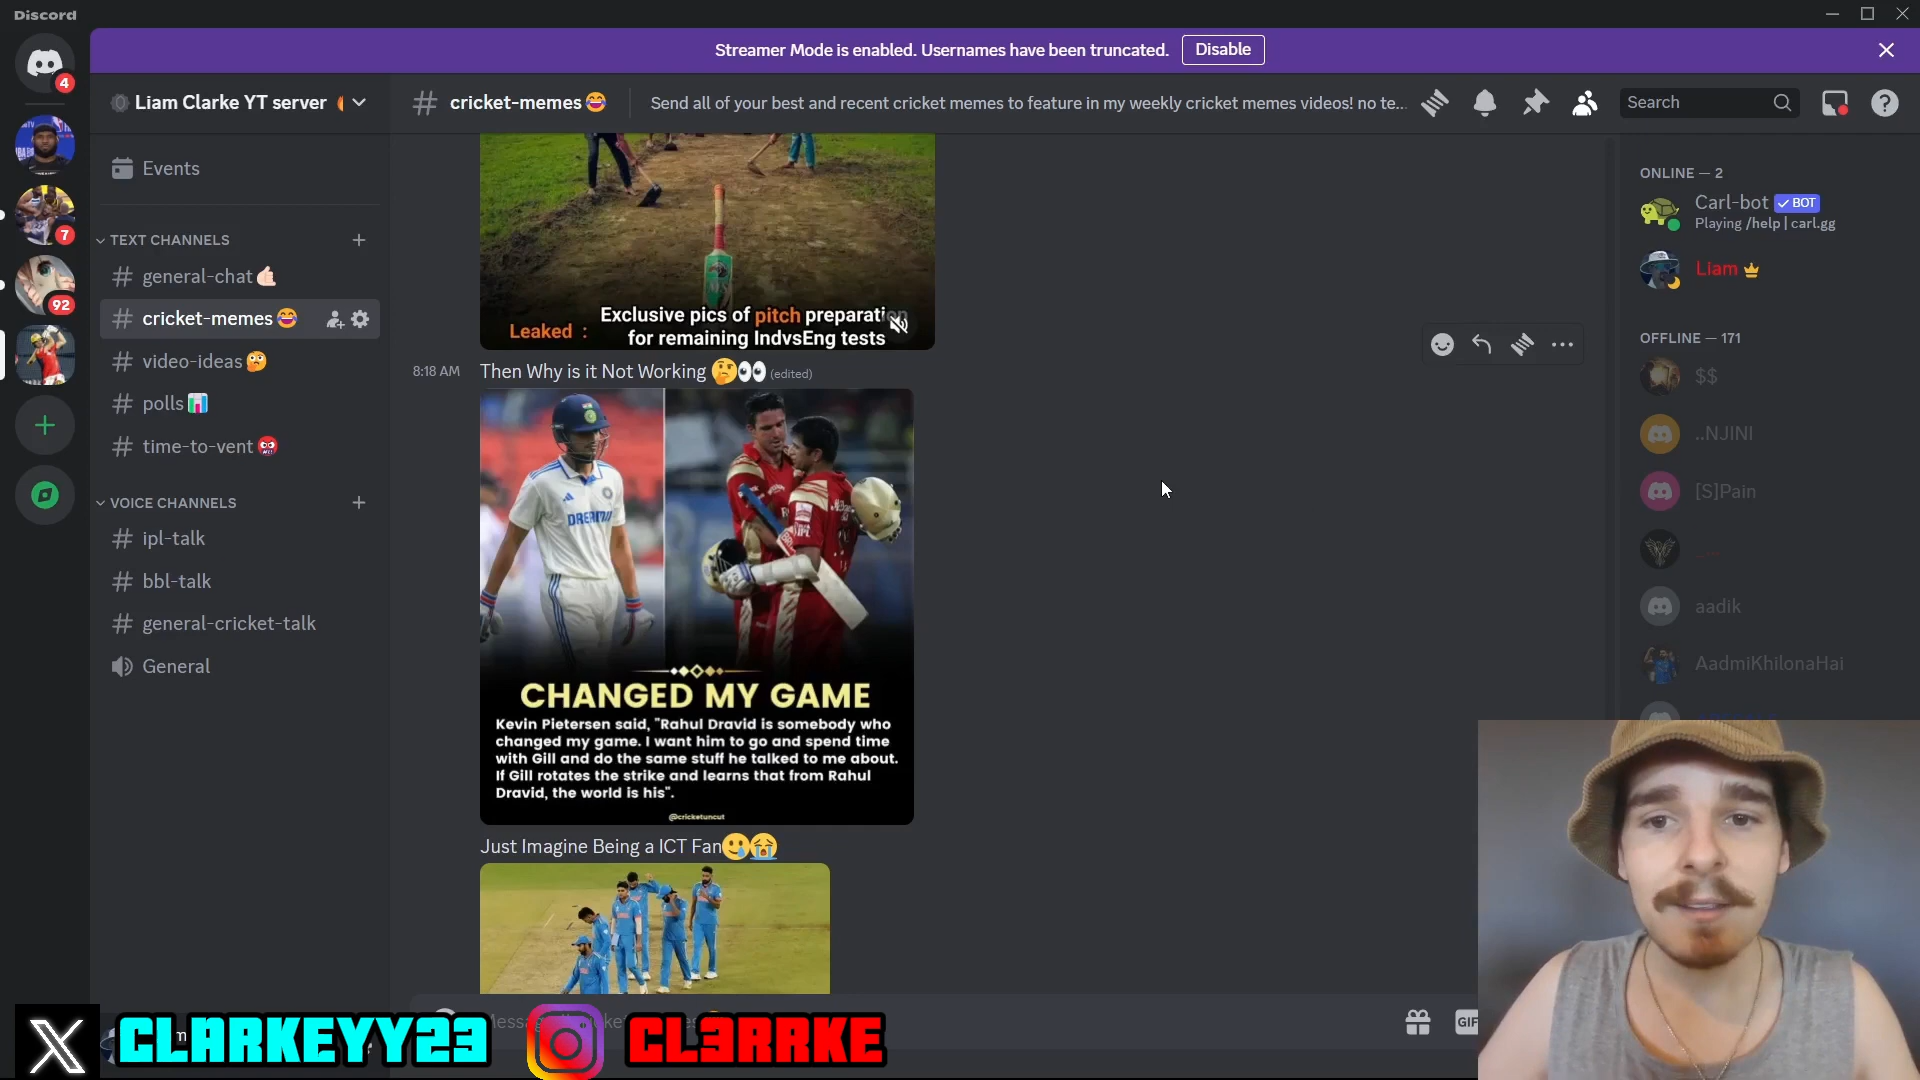 Discord
Streamer Mode is enabled. Usernames have been truncated.
Disable
4
Liam Clarke YT server
cricket-memes😂
Send all of your best and recent cricket memes to feature in my weekly cricket memes videos! no te...
Search
Events
TEXT CHANNELS
general-chat🤙🏻
cricket-memes😂
video-ideas🤔
polls📊
time-to-vent👹
VOICE CHANNELS
ipl-talk
bbl-talk
general-cricket-talk
General
7
92
Leaked :
Exclusive pics of pitch preparation
for remaining IndvsEng tests
8:18 AM
Then Why is it Not Working 🤔👀 (edited)
DREAM11
CHANGED MY GAME
Kevin Pietersen said, "Rahul Dravid is somebody who
changed my game. I want him to go and spend time
with Gill and do the same stuff he talked to me about.
If Gill rotates the strike and learns that from Rahul
Dravid, the world is his".
@cricketuncut
Just Imagine Being a ICT Fan🥲😭
GIF
ONLINE — 2
Carl-bot
BOT
Playing /help | carl.gg
Liam
OFFLINE — 171
$$
..NJINI
[S]Pain
aadik
AadmiKhilonaHai
X CLARKEYY23
CL3RRKE